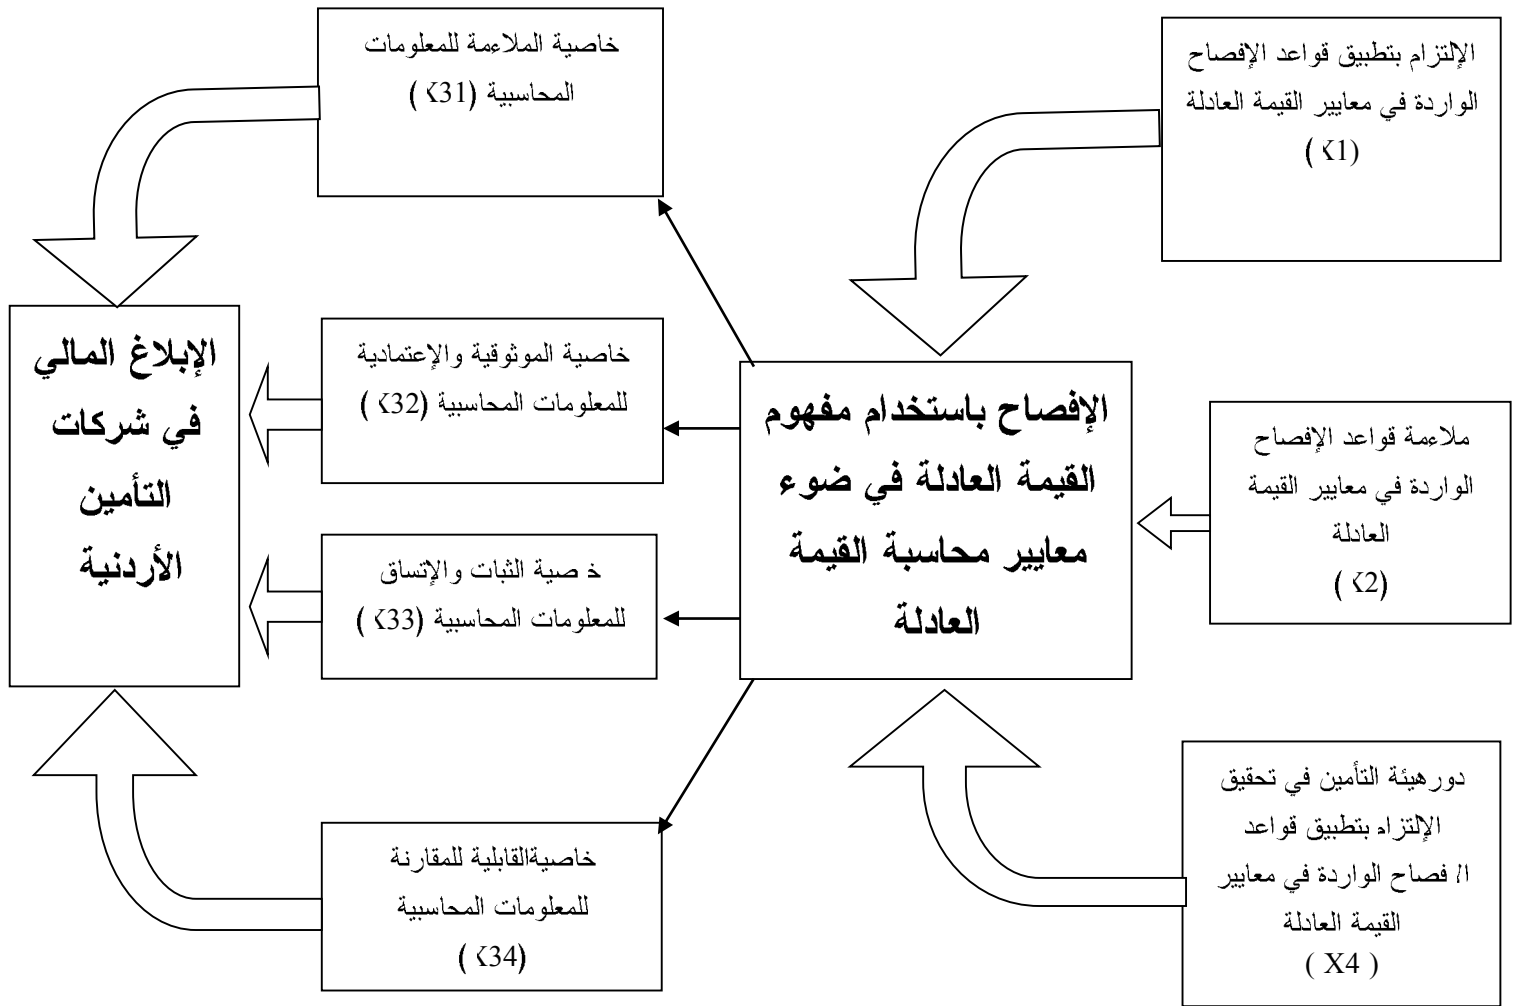 الإلتزام بتطبيق قواعد الإفصاح
الواردة في معايير القيمة العادلة
(X1)
ملاءمة قواعد الإفصاح
الواردة في معايير القيمة
العادلة
(X2)
دورهيئة التأمين في تحقيق
الإلتزام بتطبيق قواعد
الإفصاح الواردة في معايير
القيمة العادلة
( X4 )
الإفصاح باستخدام مفهوم
القيمة العادلة في ضوء
معايير محاسبة القيمة
العادلة
خاصية الملاءمة للمعلومات
المحاسبية (X31)
خاصية الموثوقية والإعتمادية
للمعلومات المحاسبية (X32)
خاصية الثبات والإتساق
للمعلومات المحاسبية (X33)
خاصيةالقابلية للمقارنة
للمعلومات المحاسبية
(X34)
الإبلاغ المالي
في شركات
التأمين
الأردنية